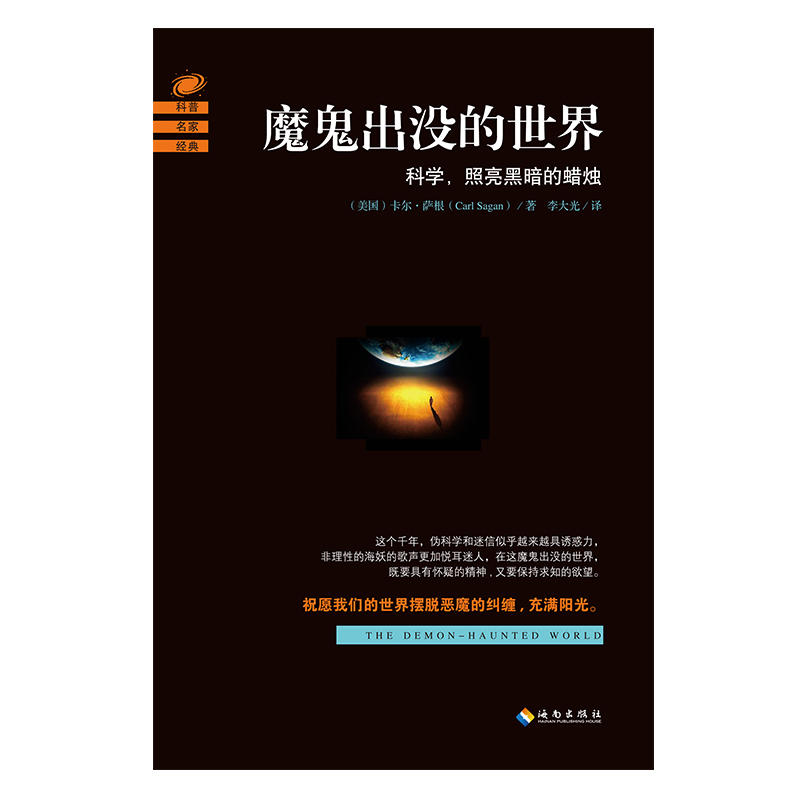 科普
名家
经典
魔鬼出没的世界
科学，照亮黑暗的蜡烛
（美国）卡尔·萨根（Carl Sagan）／著 李大光／译
这个千年，伪科学和迷信似乎越来越具诱惑力，
非理性的海妖的歌声更加悦耳迷人，在这魔鬼出没的世界，
既要具有怀疑的精神，又要保持求知的欲望。
祝愿我们的世界摆脱恶魔的纠缠，充满阳光。
THE DEMON-HAUNTED WORLD
海南出版社
HAINAN PUBLISHING HOUSE